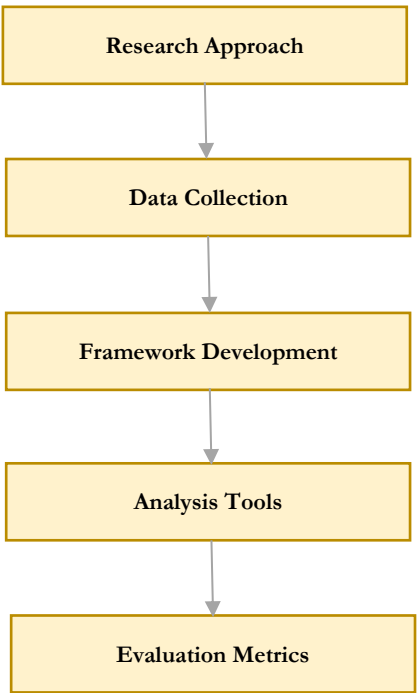 Research Approach
Data Collection
Framework Development
Analysis Tools
Evaluation Metrics